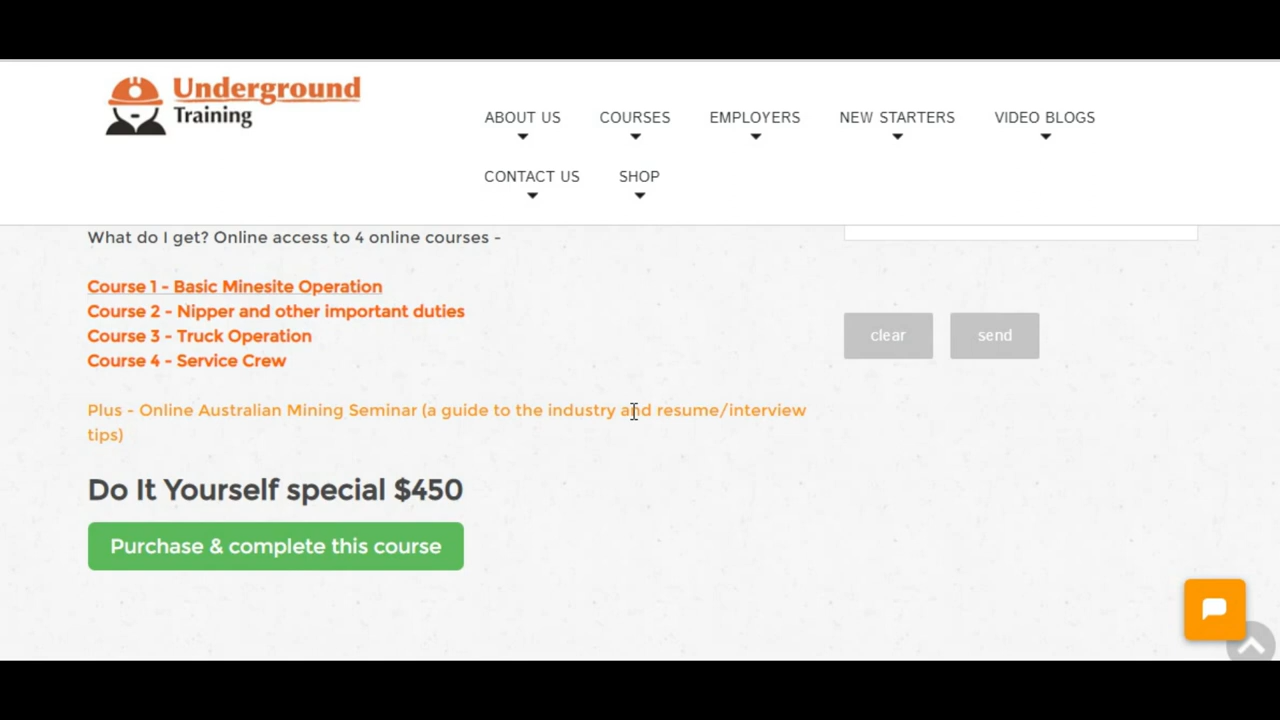 Underground
Training
ABOUT US
COURSES
EMPLOYERS
NEW STARTERS
VIDEO BLOGS
CONTACT US
SHOP
What do I get? Online access to 4 online courses -
Course 1 - Basic Minesite Operation
Course 2 - Nipper and other important duties
Course 3 - Truck Operation
Course 4 - Service Crew
clear
send
Plus - Online Australian Mining Seminar (a guide to the industry and resume/interview
tips)
Do It Yourself special $450
Purchase & complete this course